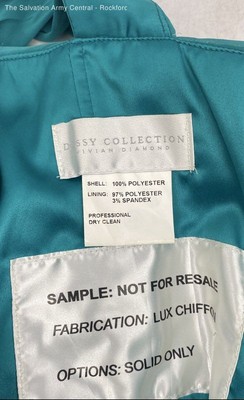 The Salvation Army Central - Rockforc
DESSY COLLECTION
VIVIAN DIAMOND
SHELL: 100% POLYESTER
LINING: 97% POLYESTER
3% SPANDEX
PROFESSIONAL
DRY CLEAN
SAMPLE: NOT FOR RESALE
FABRICATION: LUX CHIFFON
OPTIONS: SOLID ONLY